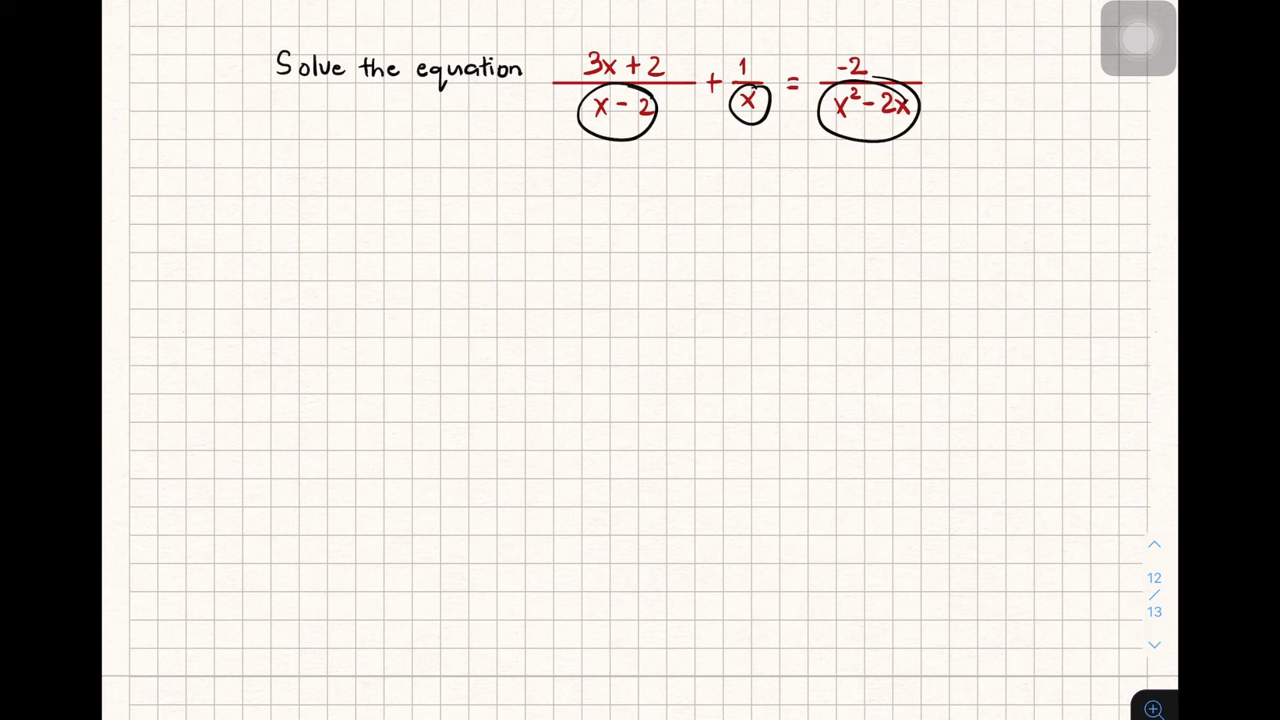 Solve the equation (3x + 2)/(x - 2) + 1/x = -2/(x² - 2x)
12
/
13